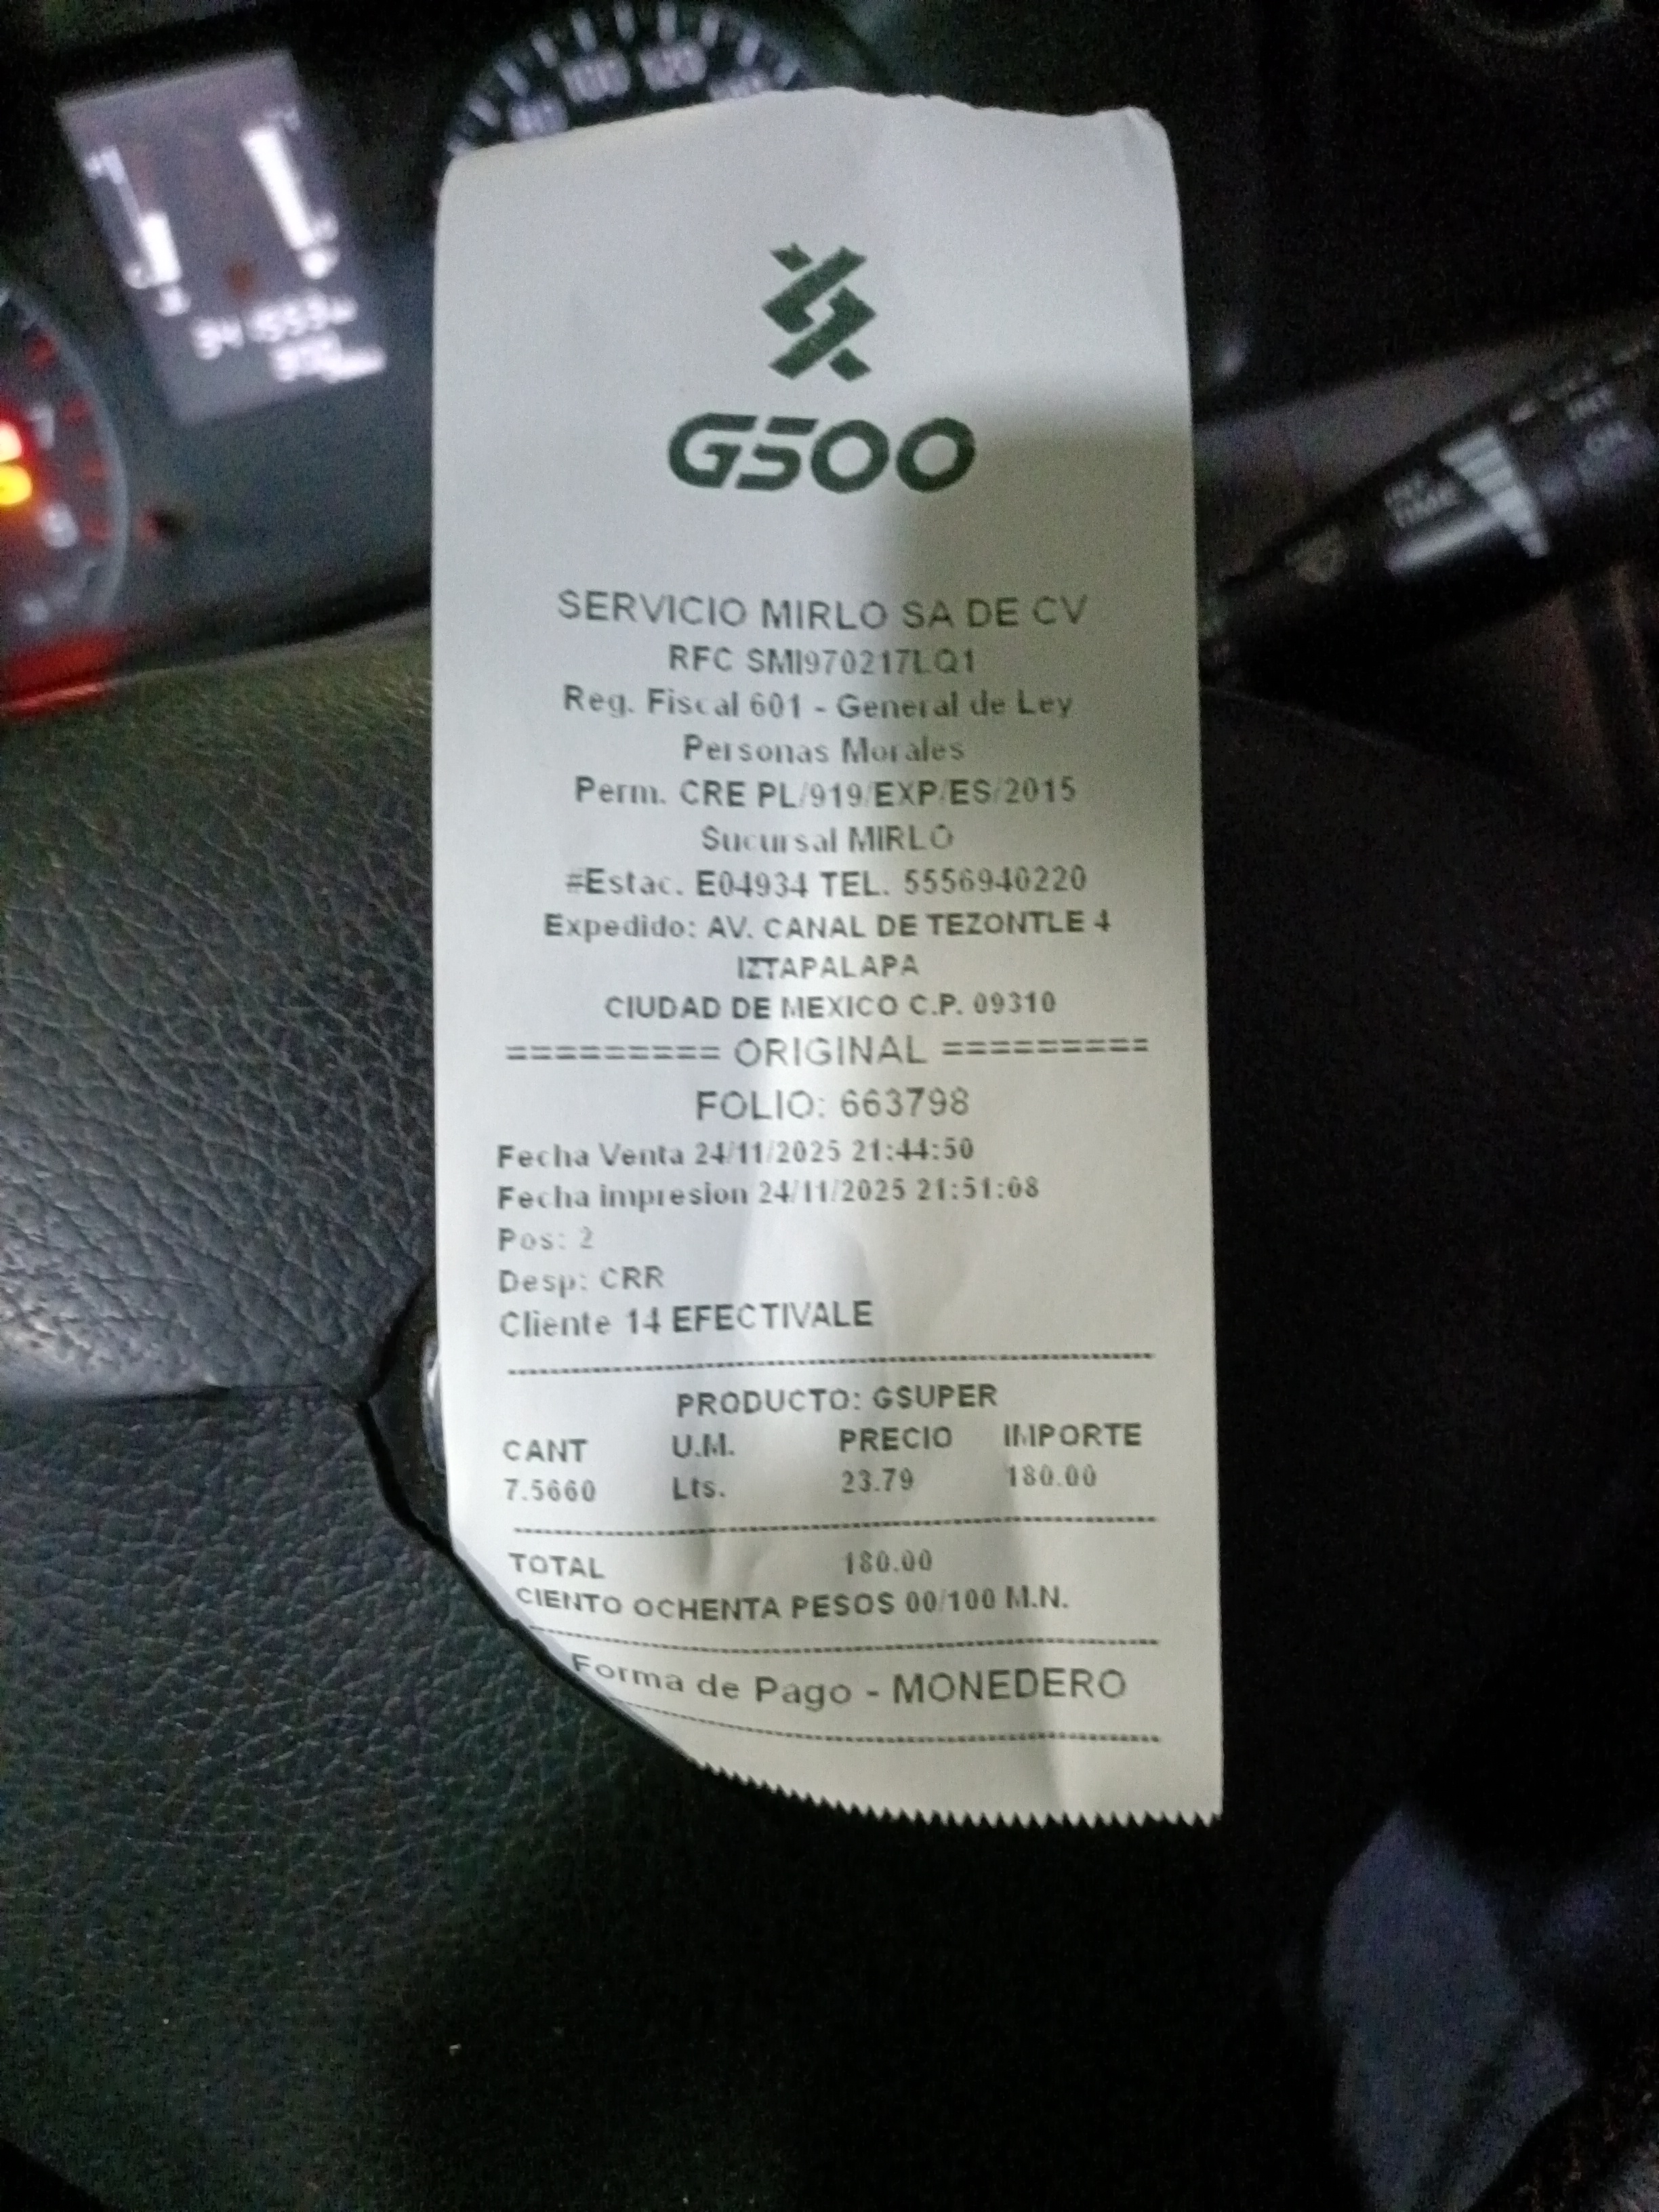 100 120
G500
SERVICIO MIRLO SA DE CV
RFC SMI970217LQ1
Reg. Fiscal 601 - General de Ley
Personas Morales
Perm. CRE PL/919/EXP/ES/2015
Sucursal MIRLO
#Estac. E04934 TEL. 5556940220
Expedido: AV. CANAL DE TEZONTLE 4
IZTAPALAPA
CIUDAD DE MEXICO C.P. 09310
========= ORIGINAL =========
FOLIO: 663798
Fecha Venta 24/11/2025 21:44:50
Fecha impresion 24/11/2025 21:51:08
Pos: 2
Desp: CRR
Cliente 14 EFECTIVALE
PRODUCTO: GSUPER
CANT U.M. PRECIO IMPORTE
7.5660 Lts. 23.79 180.00
TOTAL 180.00
CIENTO OCHENTA PESOS 00/100 M.N.
Forma de Pago - MONEDERO
7
INT